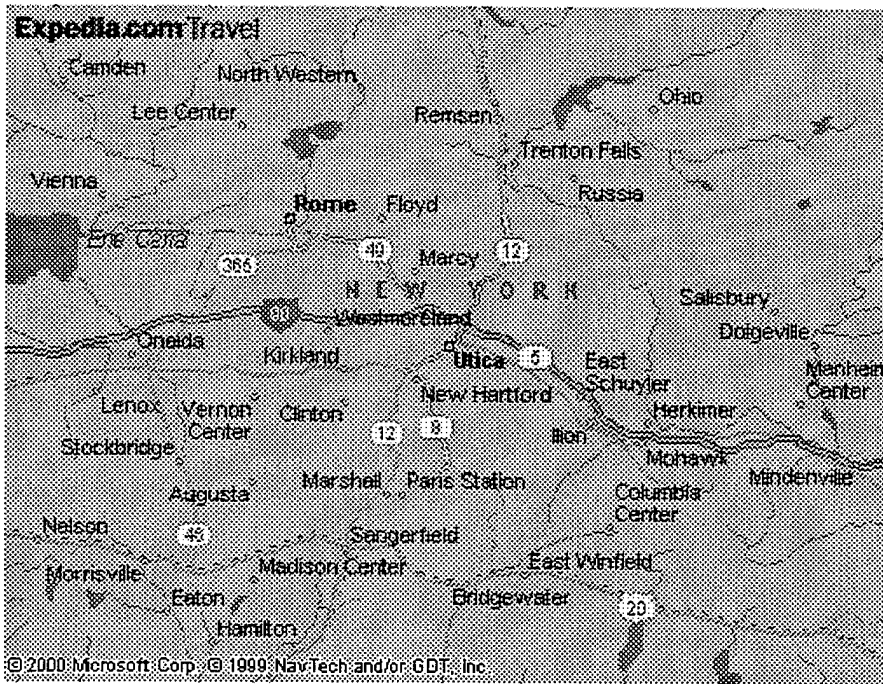 Expedia.com Travel
Camden
North Western
Ohio
Lee Center
Remsen
Trenton Falls
Vienna
Russia
Rome
Floyd
Erie Canal
49
12
365
Marcy
NEW YORK
Salisbury
90
Westmoreland
Dolgeville
Oneida
Kirkland
Utica
5
East
Schuyler
Manheim
Center
New Hartford
Lenox
Vernon
Center
Clinton
Herkimer
12
8
Ilion
Stockbridge
Mohawk
Mindenville
Marshall
Paris Station
Augusta
Columbia
Center
Nelson
46
Sangerfield
East Winfield
Morrisville
Madison Center
Eaton
Bridgewater
20
Hamilton
© 2000 Microsoft Corp. © 1999 NavTech and/or GDT, Inc